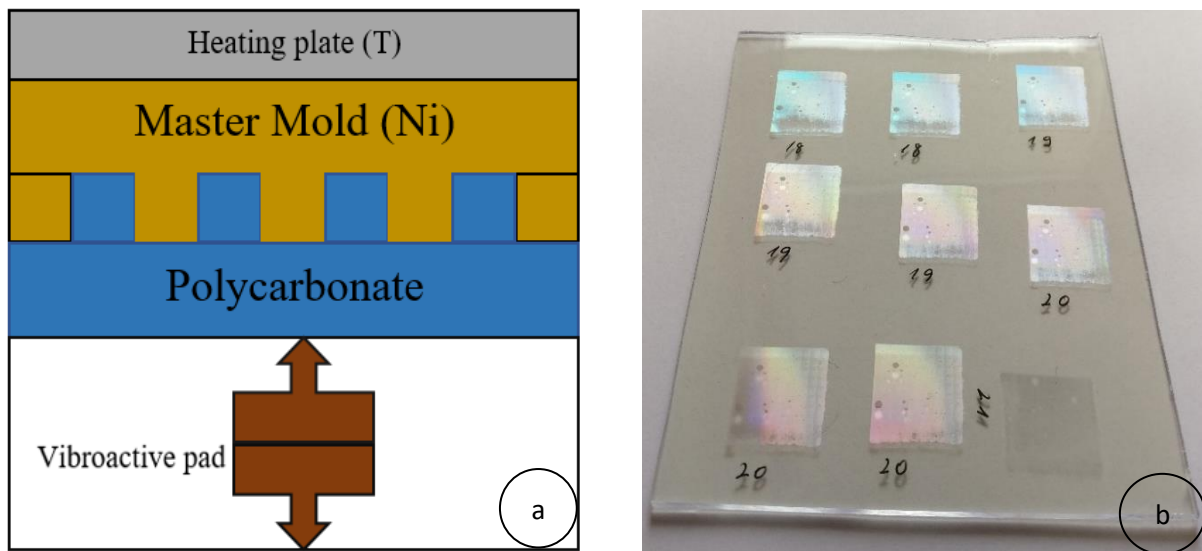 Heating plate (T)
Master Mold (Ni)
Polycarbonate
Vibroactive pad
a
18 18 19
19 19 20
20 20
b